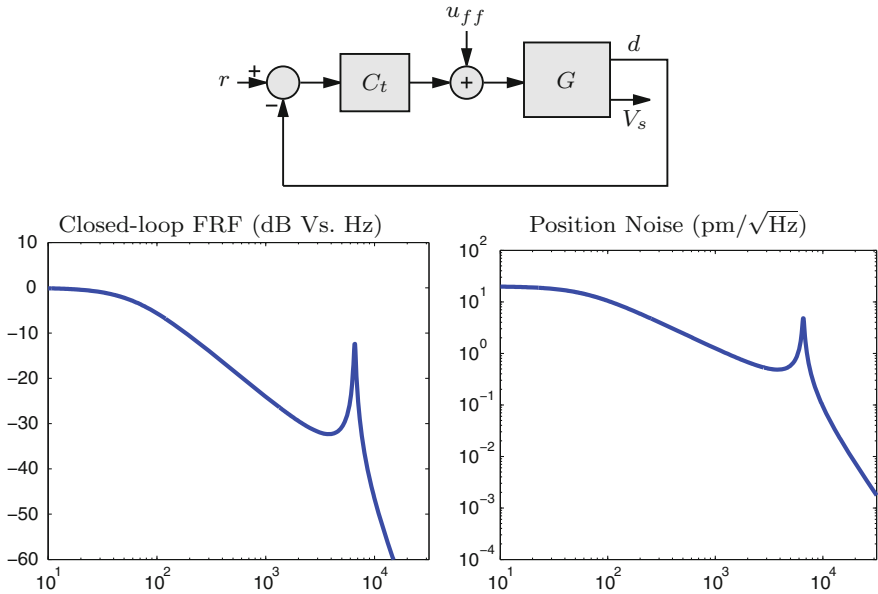 u_{ff}
r + − C_t + G d
V_s
Closed-loop FRF (dB Vs. Hz)
10
0
−10
−20
−30
−40
−50
−60
10^1 10^2 10^3 10^4
Position Noise (pm/√Hz)
10^2
10^1
10^0
10^{−1}
10^{−2}
10^{−3}
10^{−4}
10^1 10^2 10^3 10^4